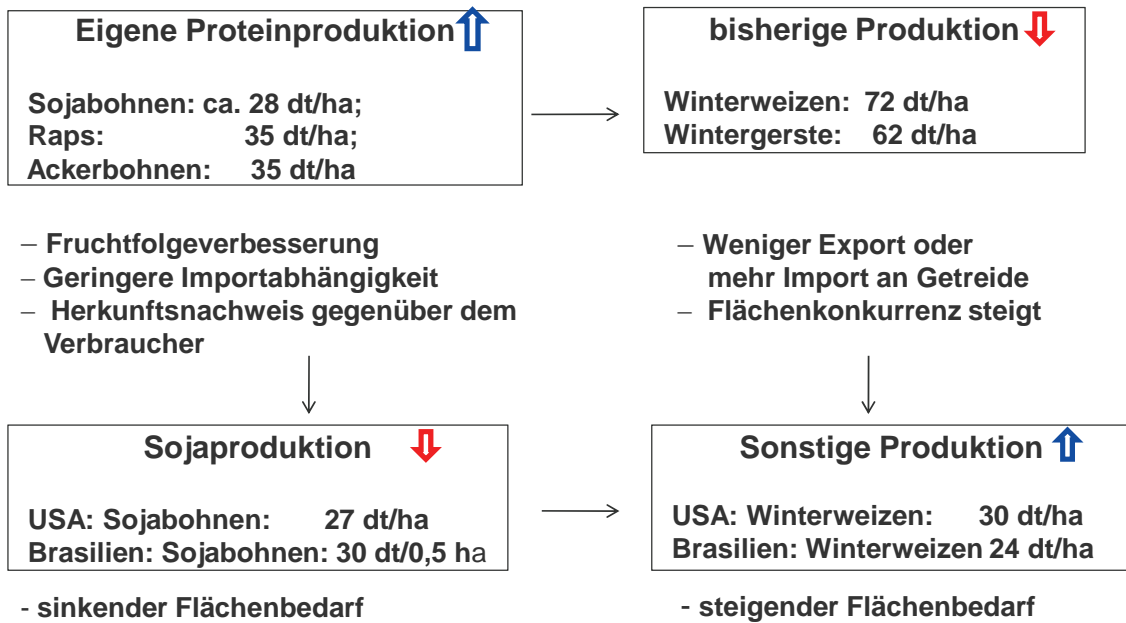 Eigene Proteinproduktion
Sojabohnen: ca. 28 dt/ha;
Raps: 35 dt/ha;
Ackerbohnen: 35 dt/ha
bisherige Produktion
Winterweizen: 72 dt/ha
Wintergerste: 62 dt/ha
– Fruchtfolgeverbesserung
– Geringere Importabhängigkeit
– Herkunftsnachweis gegenüber dem
Verbraucher
– Weniger Export oder
mehr Import an Getreide
– Flächenkonkurrenz steigt
Sojaproduktion
USA: Sojabohnen: 27 dt/ha
Brasilien: Sojabohnen: 30 dt/0,5 ha
- sinkender Flächenbedarf
Sonstige Produktion
USA: Winterweizen: 30 dt/ha
Brasilien: Winterweizen 24 dt/ha
- steigender Flächenbedarf